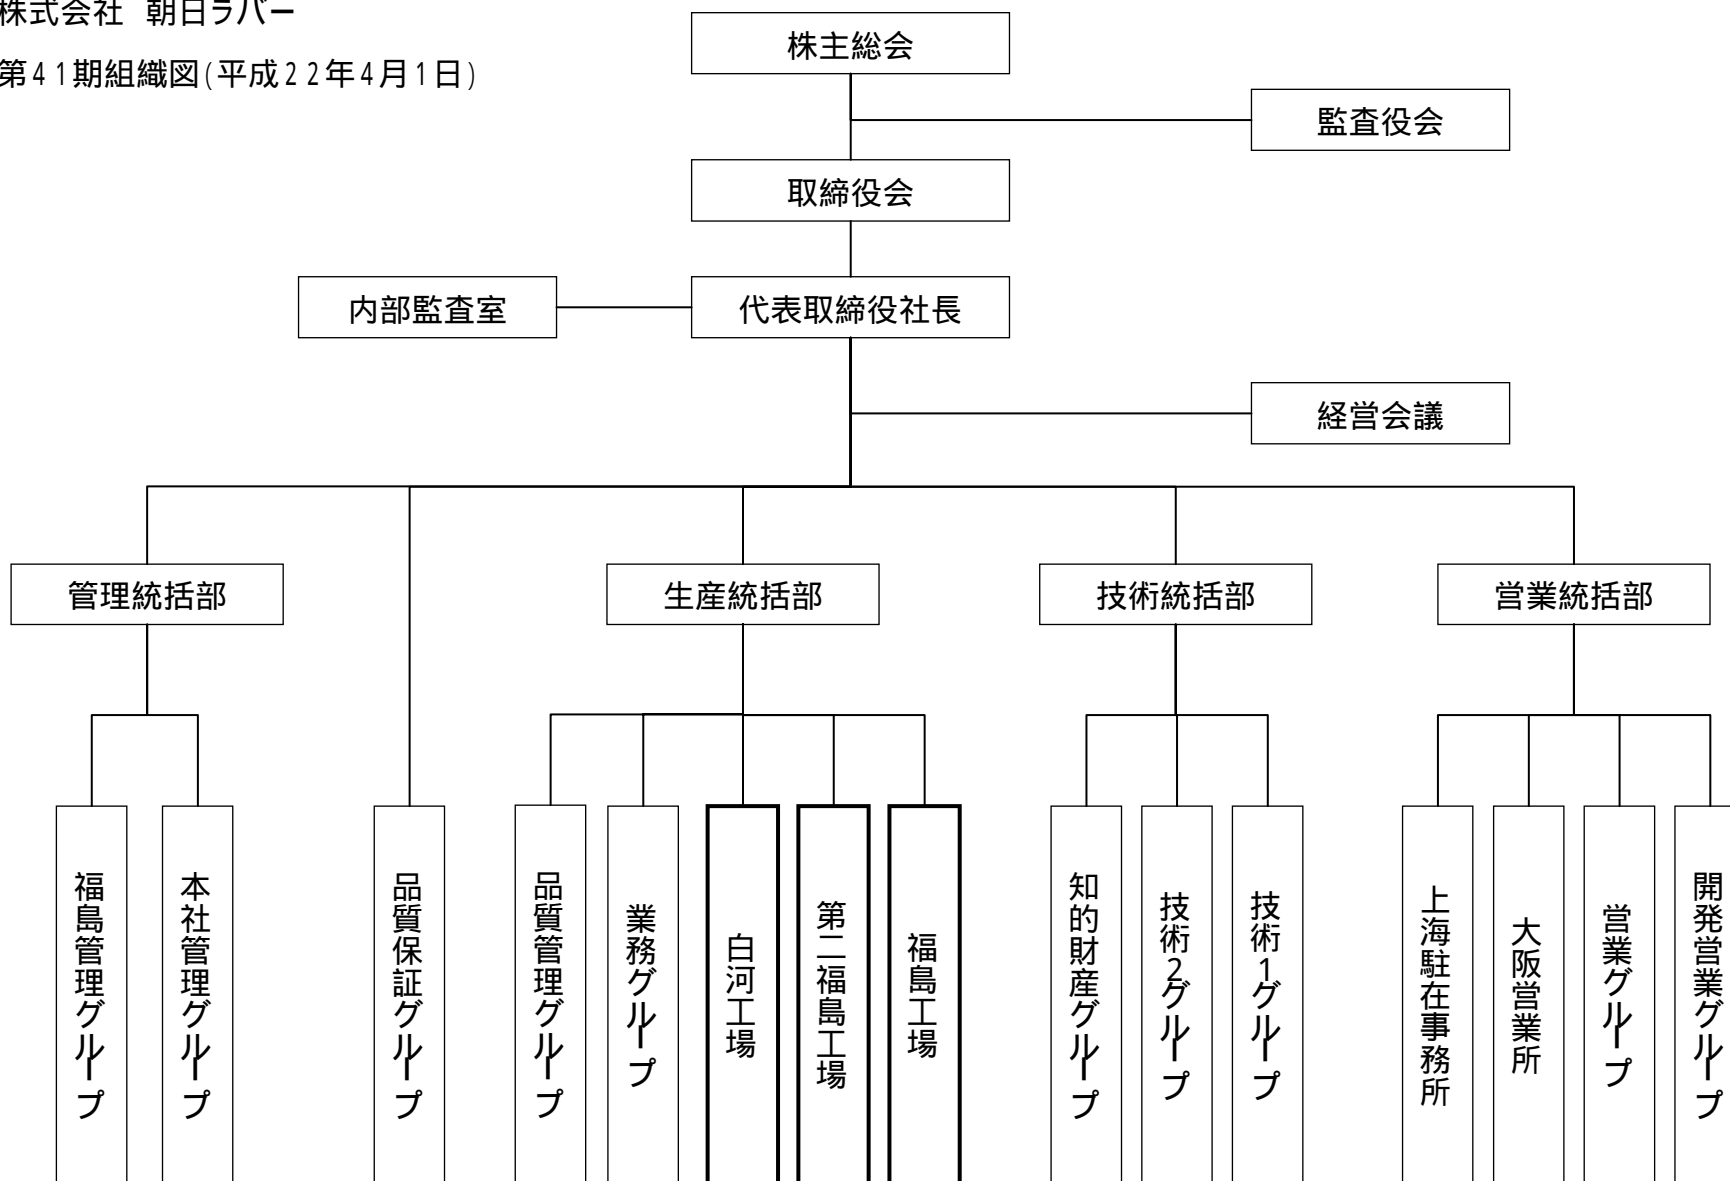 株式会社 朝日ラバー
第41期組織図(平成22年4月1日)
株主総会
監査役会
取締役会
内部監査室
代表取締役社長
経営会議
管理統括部
生産統括部
技術統括部
営業統括部
福島管理グループ
本社管理グループ
品質保証グループ
品質管理グループ
業務グループ
白河工場
第二福島工場
福島工場
知的財産グループ
技術2グループ
技術1グループ
上海駐在事務所
大阪営業所
営業グループ
開発営業グループ